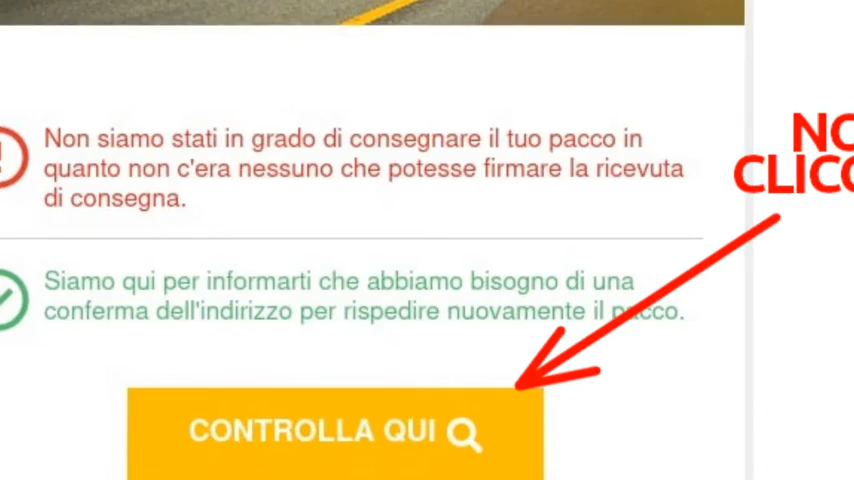 Non siamo stati in grado di consegnare il tuo pacco in
quanto non c'era nessuno che potesse firmare la ricevuta
di consegna.
Siamo qui per informarti che abbiamo bisogno di una
conferma dell'indirizzo per rispedire nuovamente il pacco.
CONTROLLA QUI